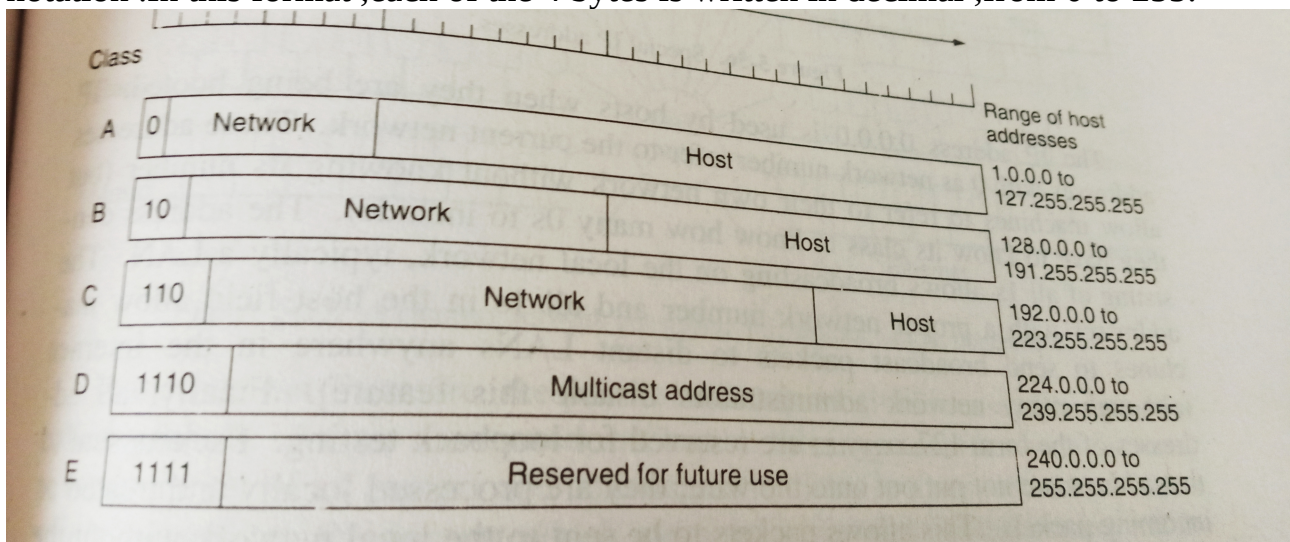 notation .In this format ,each of the 4 bytes is written in decimal ,from 0 to 255.
Class
Range of host
addresses
A 0 Network Host 1.0.0.0 to
127.255.255.255
B 10 Network Host 128.0.0.0 to
191.255.255.255
C 110 Network Host 192.0.0.0 to
223.255.255.255
D 1110 Multicast address 224.0.0.0 to
239.255.255.255
E 1111 Reserved for future use 240.0.0.0 to
255.255.255.255